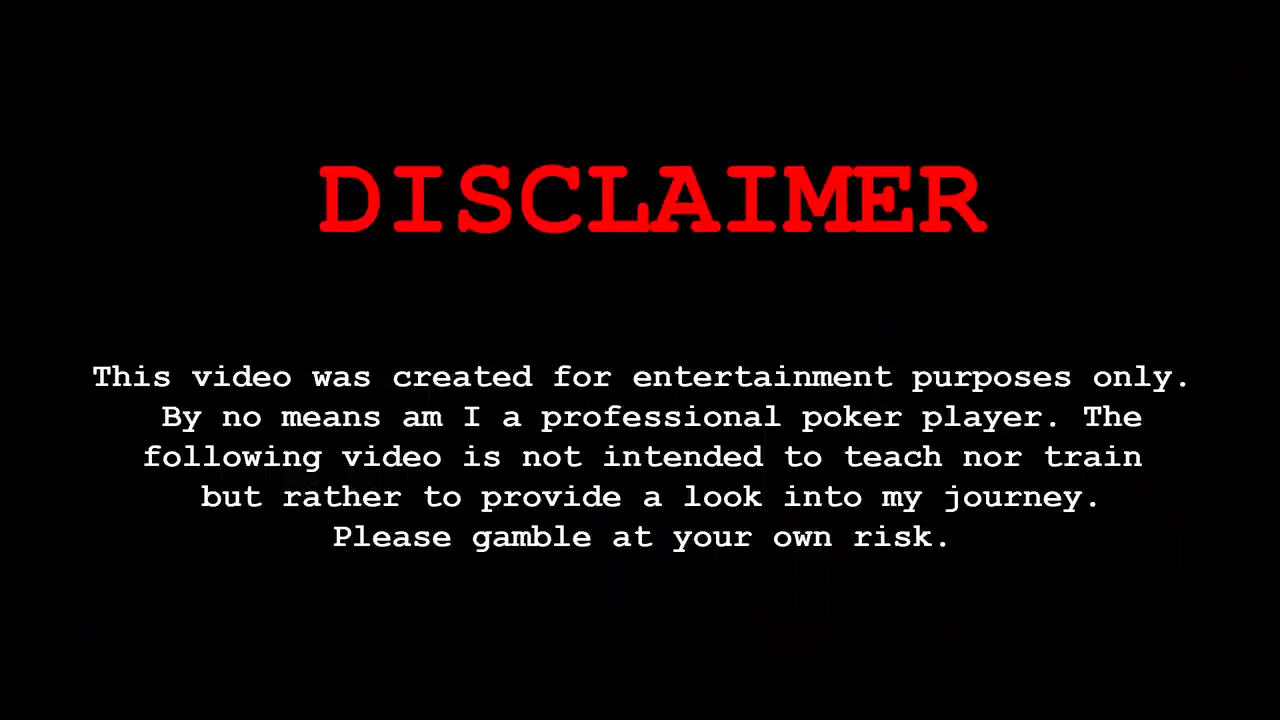 DISCLAIMER
This video was created for entertainment purposes only.
By no means am I a professional poker player. The
following video is not intended to teach nor train
but rather to provide a look into my journey.
Please gamble at your own risk.